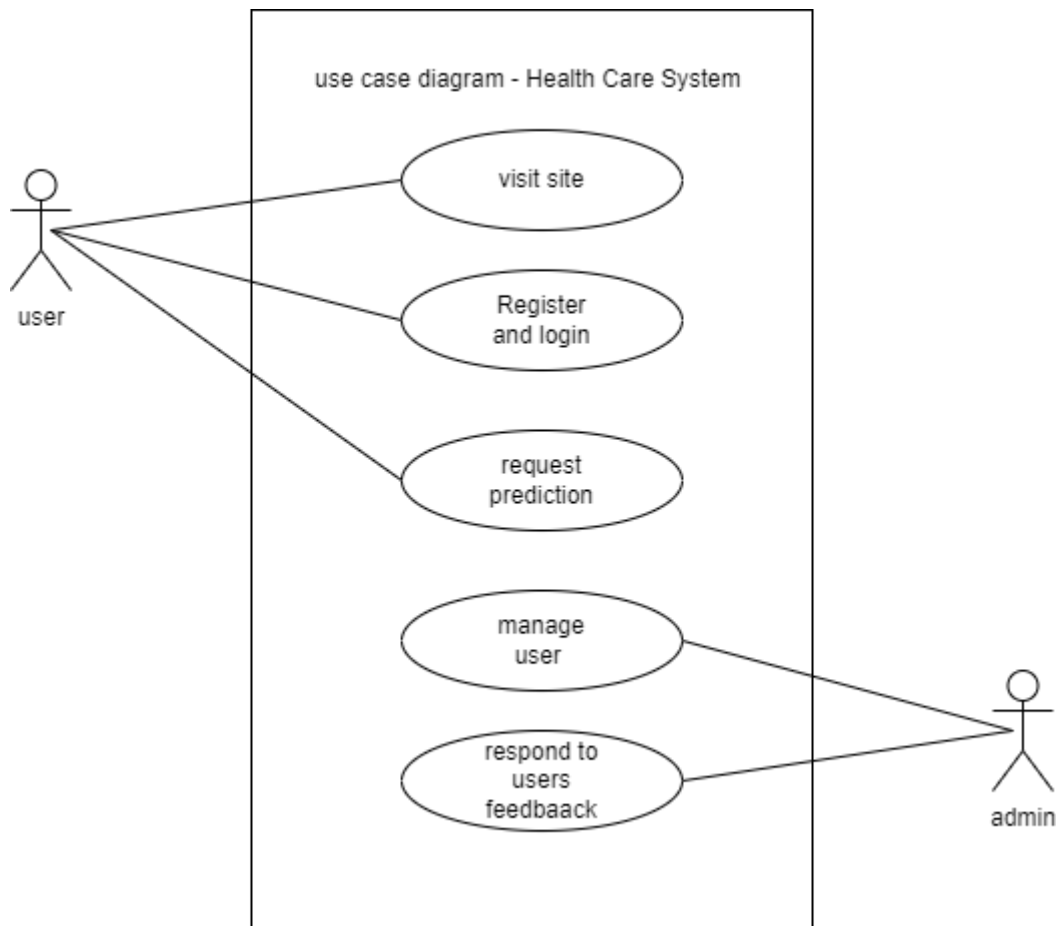 use case diagram - Health Care System
visit site
user
Register
and login
request
prediction
manage
user
respond to
users
feedbaack
admin